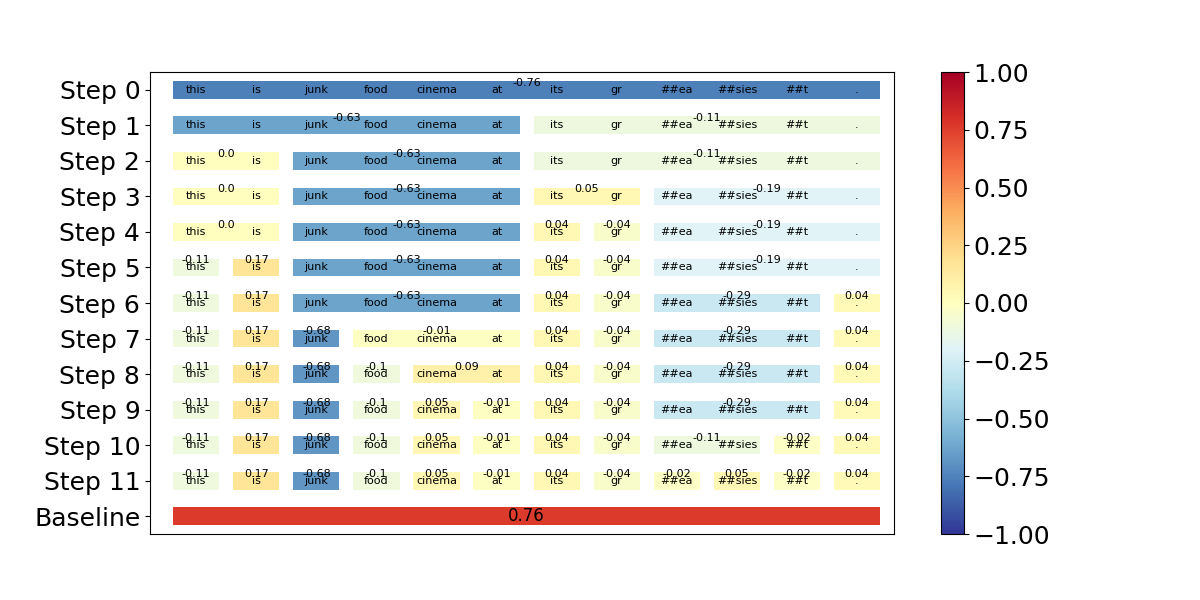 -0.76
Step 0 this is junk food cinema at its gr ##ea ##sies ##t .
-0.63 -0.11
Step 1 this is junk food cinema at its gr ##ea ##sies ##t .
0.0 -0.63 -0.11
Step 2 this is junk food cinema at its gr ##ea ##sies ##t .
0.0 -0.63 0.05 -0.19
Step 3 this is junk food cinema at its gr ##ea ##sies ##t .
0.0 -0.63 0.04 -0.04 -0.19
Step 4 this is junk food cinema at its gr ##ea ##sies ##t .
-0.11 0.17 -0.63 0.04 -0.04 -0.19
Step 5 this is junk food cinema at its gr ##ea ##sies ##t .
-0.11 0.17 -0.63 0.04 -0.04 -0.29 0.04
Step 6 this is junk food cinema at its gr ##ea ##sies ##t .
-0.11 0.17 -0.68 -0.01 0.04 -0.04 -0.29 0.04
Step 7 this is junk food cinema at its gr ##ea ##sies ##t .
-0.11 0.17 -0.68 -0.1 0.09 0.04 -0.04 -0.29 0.04
Step 8 this is junk food cinema at its gr ##ea ##sies ##t .
-0.11 0.17 -0.68 -0.1 0.05 -0.01 0.04 -0.04 -0.29 0.04
Step 9 this is junk food cinema at its gr ##ea ##sies ##t .
-0.11 0.17 -0.68 -0.1 0.05 -0.01 0.04 -0.04 -0.11 -0.02 0.04
Step 10 this is junk food cinema at its gr ##ea ##sies ##t .
-0.11 0.17 -0.68 -0.1 0.05 -0.01 0.04 -0.04 -0.02 0.05 -0.02 0.04
Step 11 this is junk food cinema at its gr ##ea ##sies ##t .
Baseline 0.76
1.00
0.75
0.50
0.25
0.00
−0.25
−0.50
−0.75
−1.00